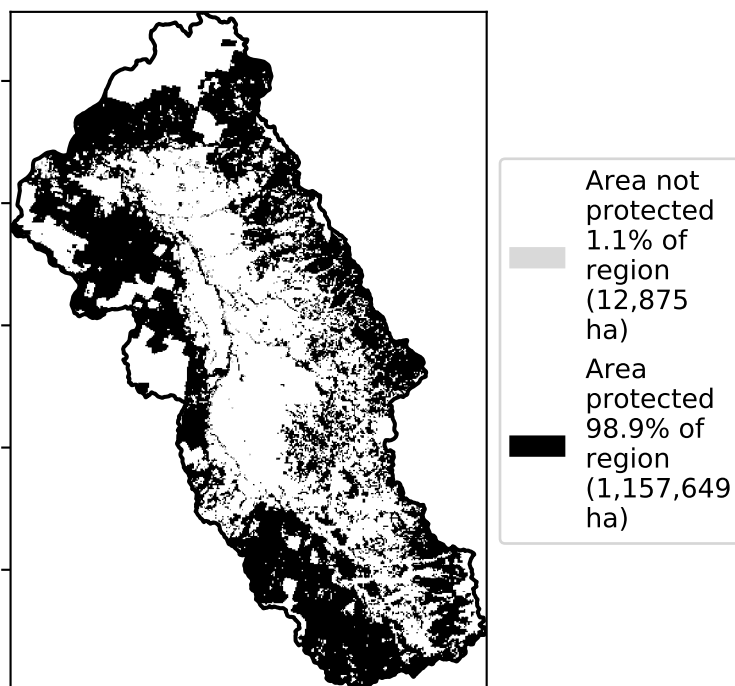 Area not
protected
1.1% of
region
(12,875
ha)
Area
protected
98.9% of
region
(1,157,649
ha)